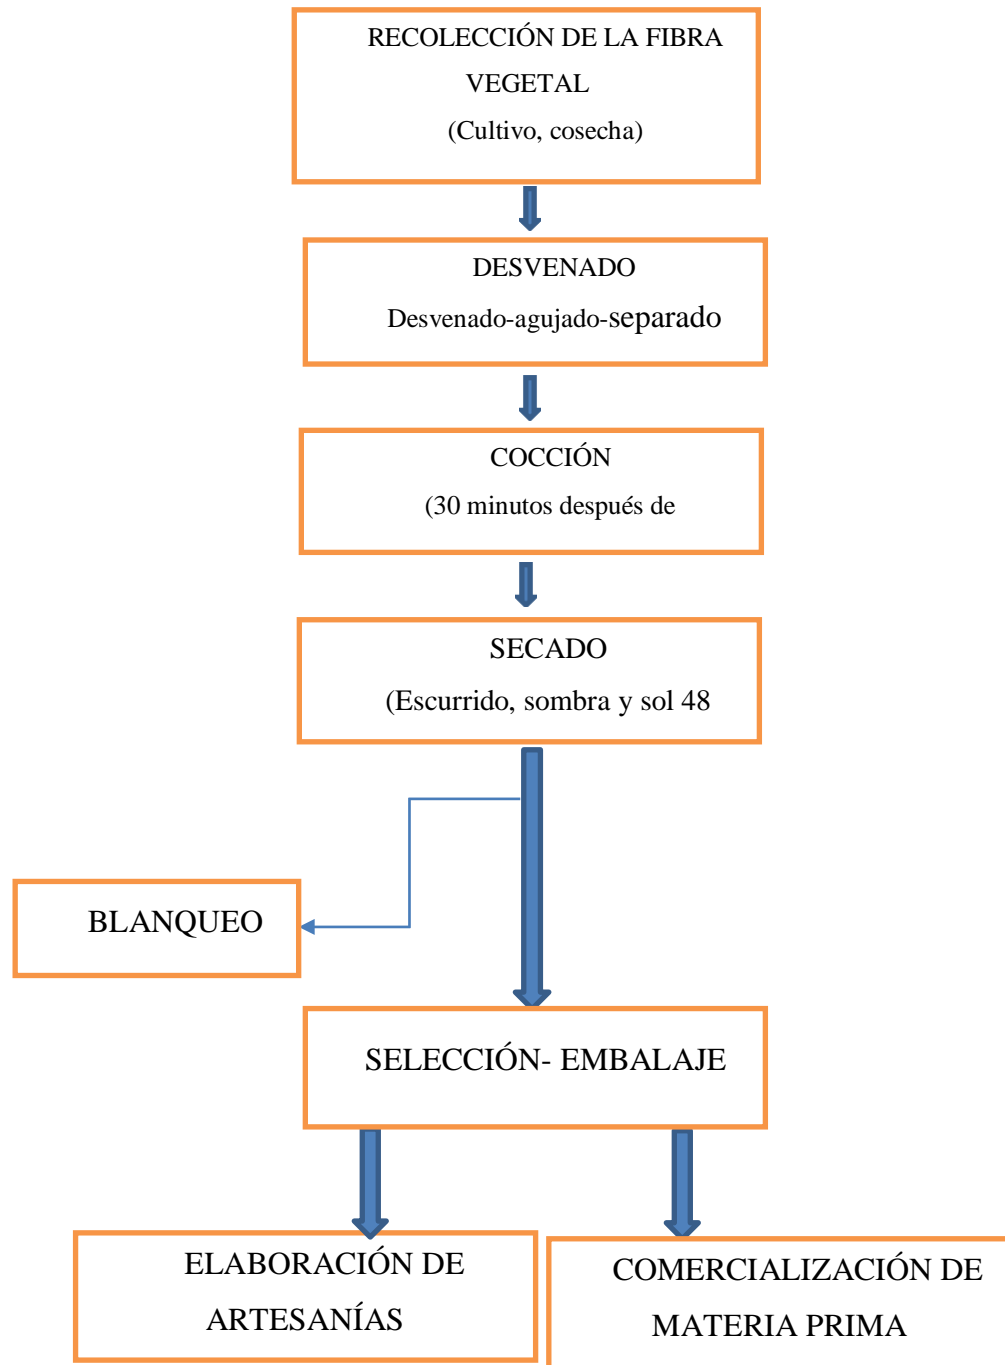 RECOLECCIÓN DE LA FIBRA
VEGETAL
(Cultivo, cosecha)
DESVENADO
Desvenado-agujado-separado
COCCIÓN
(30 minutos después de
SECADO
(Escurrido, sombra y sol 48
BLANQUEO
SELECCIÓN- EMBALAJE
ELABORACIÓN DE
ARTESANÍAS
COMERCIALIZACIÓN DE
MATERIA PRIMA